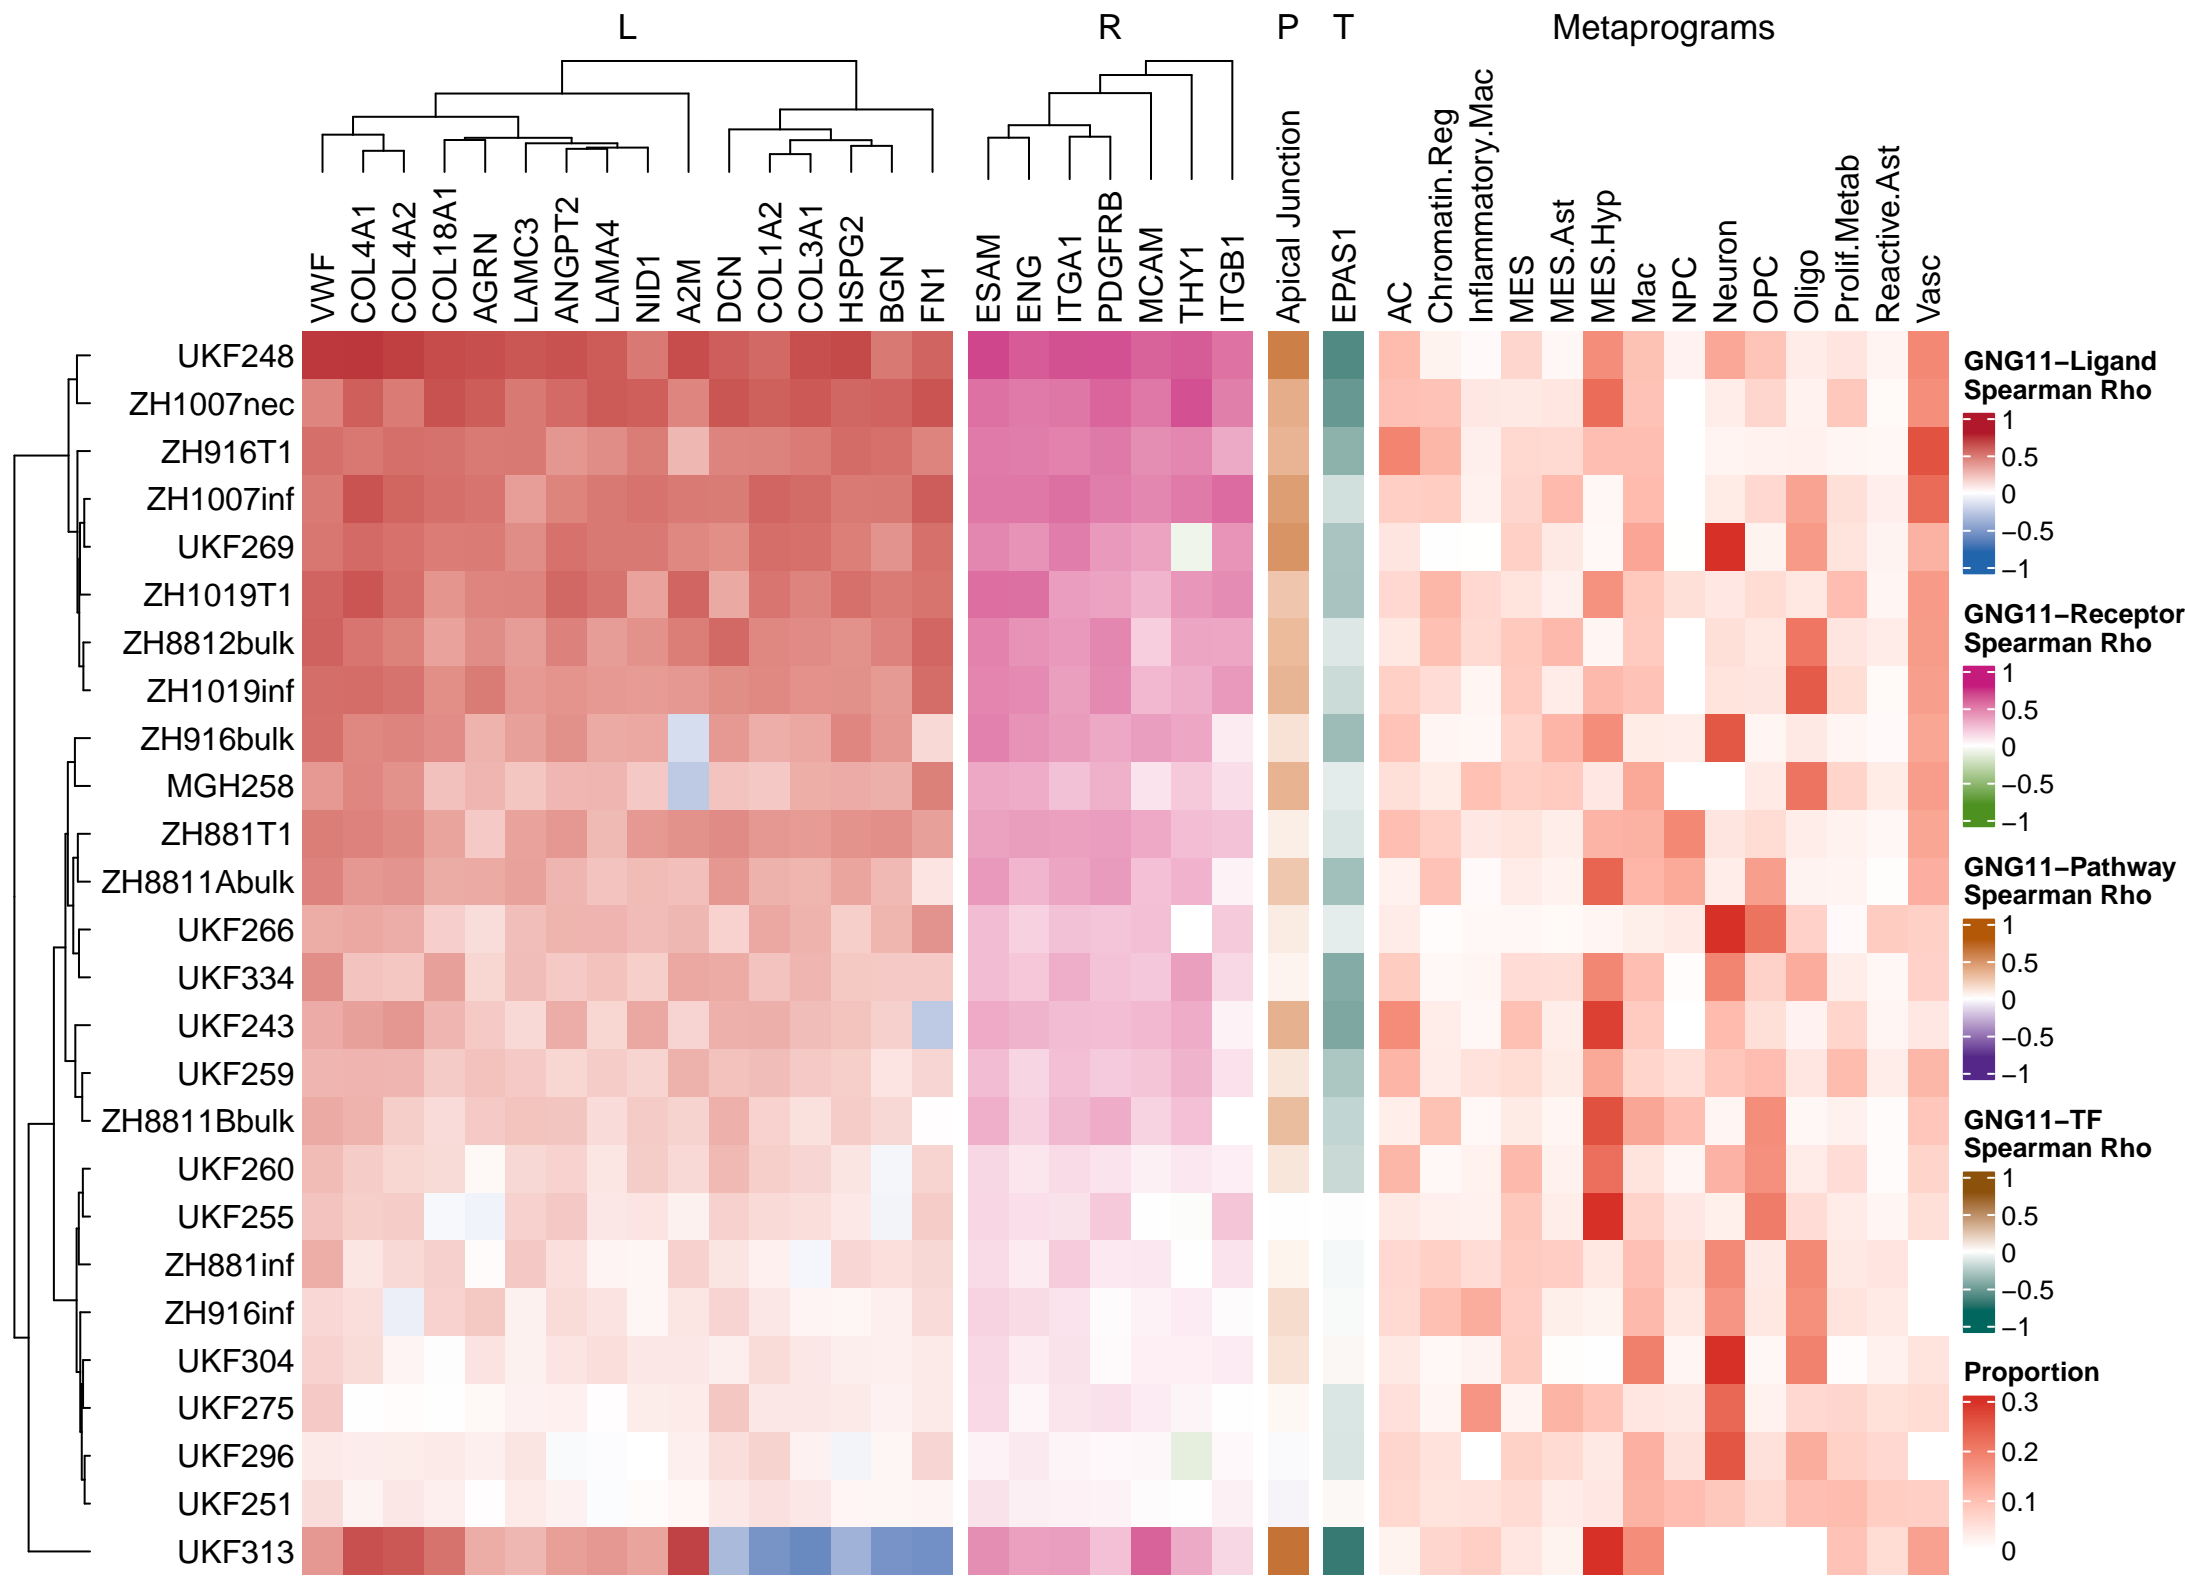 L R P T Metaprograms
VWF
COL4A1
COL4A2
COL18A1
AGRN
LAMC3
ANGPT2
LAMA4
NID1
A2M
DCN
COL1A2
COL3A1
HSPG2
BGN
FN1
ESAM
ENG
ITGA1
PDGFRB
MCAM
THY1
ITGB1
Apical Junction
EPAS1
AC
Chromatin.Reg
Inflammatory.Mac
MES
MES.Ast
MES.Hyp
Mac
NPC
Neuron
OPC
Oligo
Prolif.Metab
Reactive.Ast
Vasc
UKF248
ZH1007nec
ZH916T1
ZH1007inf
UKF269
ZH1019T1
ZH8812bulk
ZH1019inf
ZH916bulk
MGH258
ZH881T1
ZH8811Abulk
UKF266
UKF334
UKF243
UKF259
ZH8811Bbulk
UKF260
UKF255
ZH881inf
ZH916inf
UKF304
UKF275
UKF296
UKF251
UKF313
GNG11−Ligand
Spearman Rho
1
0.5
0
−0.5
−1
GNG11−Receptor
Spearman Rho
1
0.5
0
−0.5
−1
GNG11−Pathway
Spearman Rho
1
0.5
0
−0.5
−1
GNG11−TF
Spearman Rho
1
0.5
0
−0.5
−1
Proportion
0.3
0.2
0.1
0